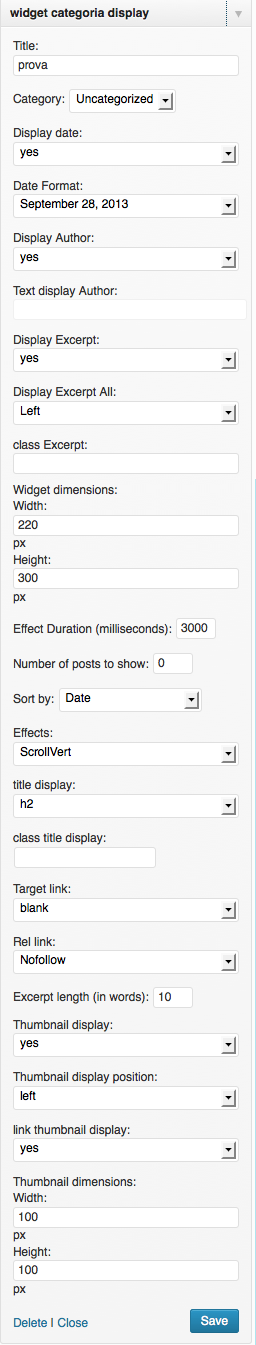 widget categoria display
Title:
prova
Category: Uncategorized
Display date:
yes
Date Format:
September 28, 2013
Display Author:
yes
Text display Author:
Display Excerpt:
yes
Display Excerpt All:
Left
class Excerpt:
Widget dimensions:
Width:
220
px
Height:
300
px
Effect Duration (milliseconds): 3000
Number of posts to show: 0
Sort by: Date
Effects:
ScrollVert
title display:
h2
class title display:
Target link:
blank
Rel link:
Nofollow
Excerpt length (in words): 10
Thumbnail display:
yes
Thumbnail display position:
left
link thumbnail display:
yes
Thumbnail dimensions:
Width:
100
px
Height:
100
px
Delete | Close Save